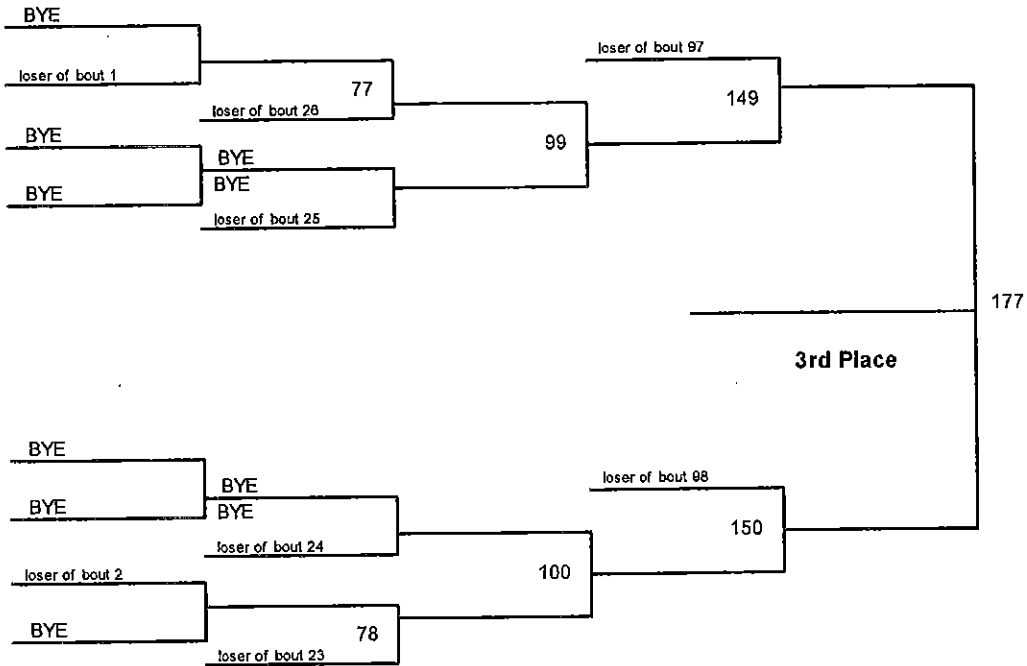 BYE
loser of bout 1
77
loser of bout 26
BYE
BYE
BYE
BYE
loser of bout 25
99
loser of bout 97
149
177
3rd Place
BYE
BYE
BYE
BYE
loser of bout 24
loser of bout 2
BYE
78
loser of bout 23
100
loser of bout 98
150